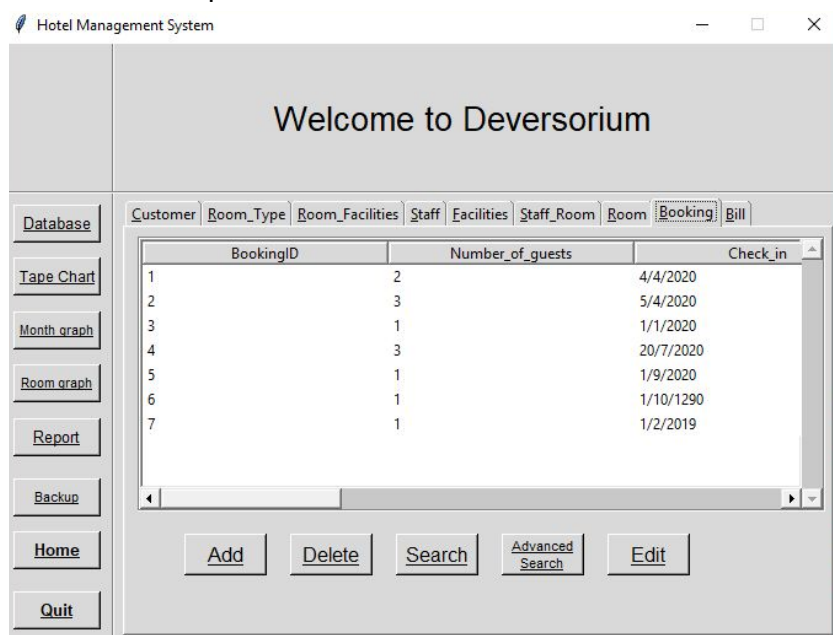 Hotel Management System
Welcome to Deversorium
Database
Tape Chart
Month graph
Room graph
Report
Backup
Home
Quit
Customer Room_Type Room_Facilities Staff Facilities Staff_Room Room Booking Bill
BookingID Number_of_guests Check_in
1 2 4/4/2020
2 3 5/4/2020
3 1 1/1/2020
4 3 20/7/2020
5 1 1/9/2020
6 1 1/10/1290
7 1 1/2/2019
Add Delete Search Advanced Search Edit